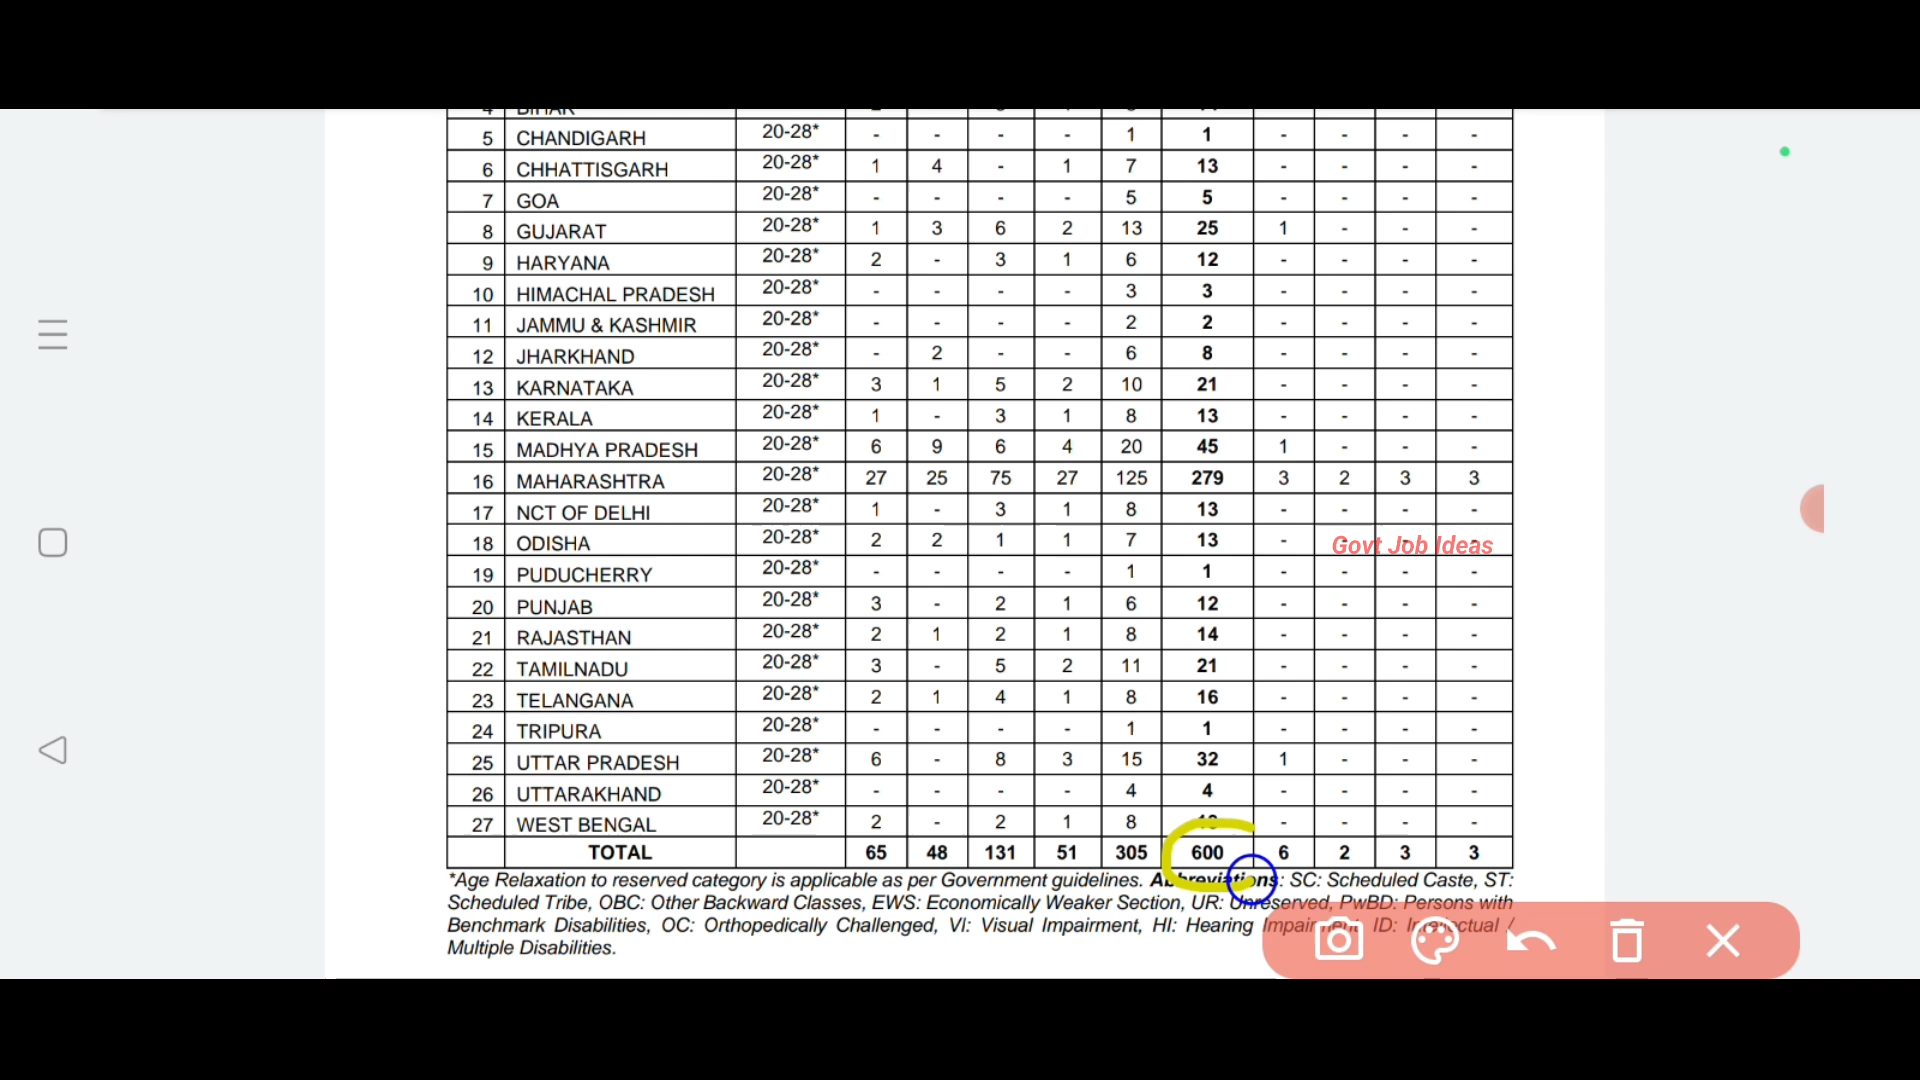 5 CHANDIGARH 20-28* - - - - 1 1 - - - -
6 CHHATTISGARH 20-28* 1 4 - 1 7 13 - - - -
7 GOA 20-28* - - - - 5 5 - - - -
8 GUJARAT 20-28* 1 3 6 2 13 25 1 - - -
9 HARYANA 20-28* 2 - 3 1 6 12 - - - -
10 HIMACHAL PRADESH 20-28* - - - - 3 3 - - - -
11 JAMMU & KASHMIR 20-28* - - - - 2 2 - - - -
12 JHARKHAND 20-28* - 2 - - 6 8 - - - -
13 KARNATAKA 20-28* 3 1 5 2 10 21 - - - -
14 KERALA 20-28* 1 - 3 1 8 13 - - - -
15 MADHYA PRADESH 20-28* 6 9 6 4 20 45 1 - - -
16 MAHARASHTRA 20-28* 27 25 75 27 125 279 3 2 3 3
17 NCT OF DELHI 20-28* 1 - 3 1 8 13 - - - -
18 ODISHA 20-28* 2 2 1 1 7 13 - - - -
Govt Job Ideas
19 PUDUCHERRY 20-28* - - - - 1 1 - - - -
20 PUNJAB 20-28* 3 - 2 1 6 12 - - - -
21 RAJASTHAN 20-28* 2 1 2 1 8 14 - - - -
22 TAMILNADU 20-28* 3 - 5 2 11 21 - - - -
23 TELANGANA 20-28* 2 1 4 1 8 16 - - - -
24 TRIPURA 20-28* - - - - 1 1 - - - -
25 UTTAR PRADESH 20-28* 6 - 8 3 15 32 1 - - -
26 UTTARAKHAND 20-28* - - - - 4 4 - - - -
27 WEST BENGAL 20-28* 2 - 2 1 8 - - - -
TOTAL 65 48 131 51 305 600 6 2 3 3
*Age Relaxation to reserved category is applicable as per Government guidelines. Abbreviations: SC: Scheduled Caste, ST:
Scheduled Tribe, OBC: Other Backward Classes, EWS: Economically Weaker Section, UR: Unreserved, PwBD: Persons with
Benchmark Disabilities, OC: Orthopedically Challenged, VI: Visual Impairment, HI: Hearing Impairment, ID: Intellectual /
Multiple Disabilities.